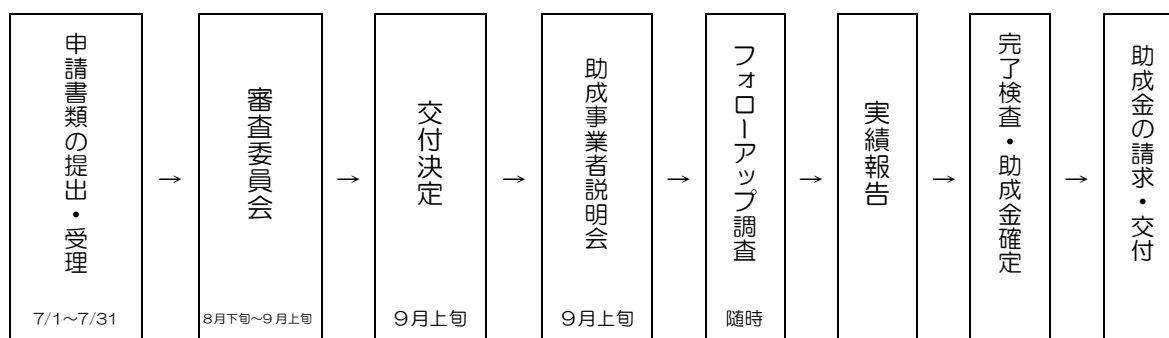 申請書類の提出・受理
7/1～7/31
→
審査委員会
8月下旬～9月上旬
→
交付決定
9月上旬
→
助成事業者説明会
9月上旬
→
フォローアップ調査
随時
→
実績報告
→
完了検査・助成金確定
→
助成金の請求・交付